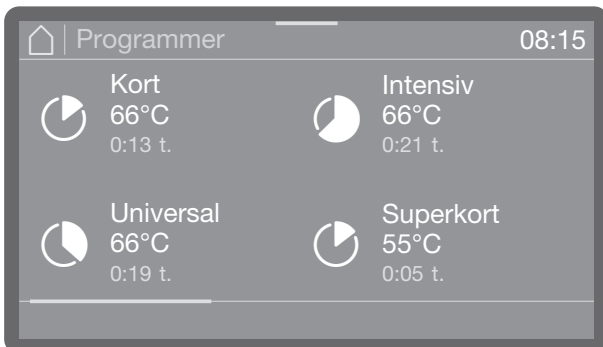 Programmer
08:15
Kort
66°C
0:13 t.
Intensiv
66°C
0:21 t.
Universal
66°C
0:19 t.
Superkort
55°C
0:05 t.